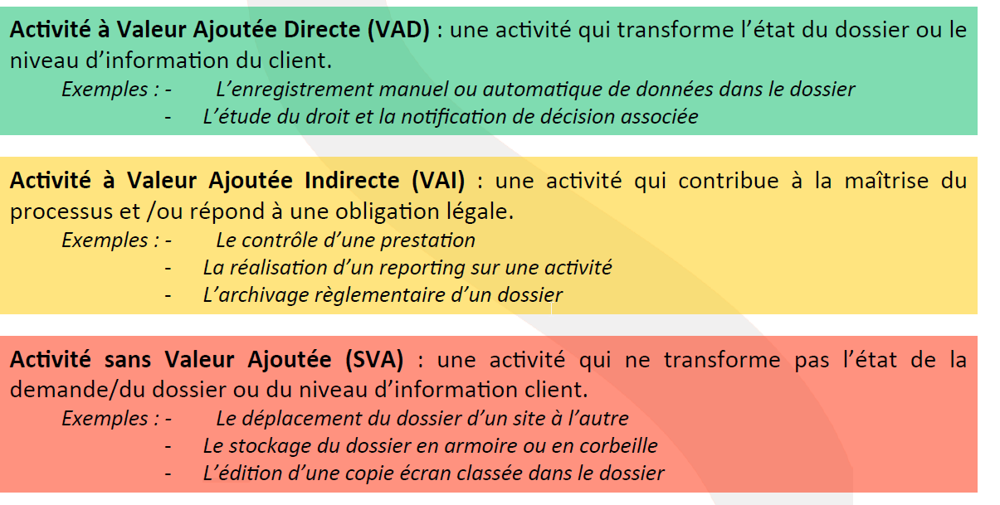 Activité à Valeur Ajoutée Directe (VAD) : une activité qui transforme l’état du dossier ou le
niveau d’information du client.
Exemples : - L’enregistrement manuel ou automatique de données dans le dossier
- L’étude du droit et la notification de décision associée
Activité à Valeur Ajoutée Indirecte (VAI) : une activité qui contribue à la maîtrise du
processus et /ou répond à une obligation légale.
Exemples : - Le contrôle d’une prestation
- La réalisation d’un reporting sur une activité
- L’archivage règlementaire d’un dossier
Activité sans Valeur Ajoutée (SVA) : une activité qui ne transforme pas l’état de la
demande/du dossier ou du niveau d’information client.
Exemples : - Le déplacement du dossier d’un site à l’autre
- Le stockage du dossier en armoire ou en corbeille
- L’édition d’une copie écran classée dans le dossier